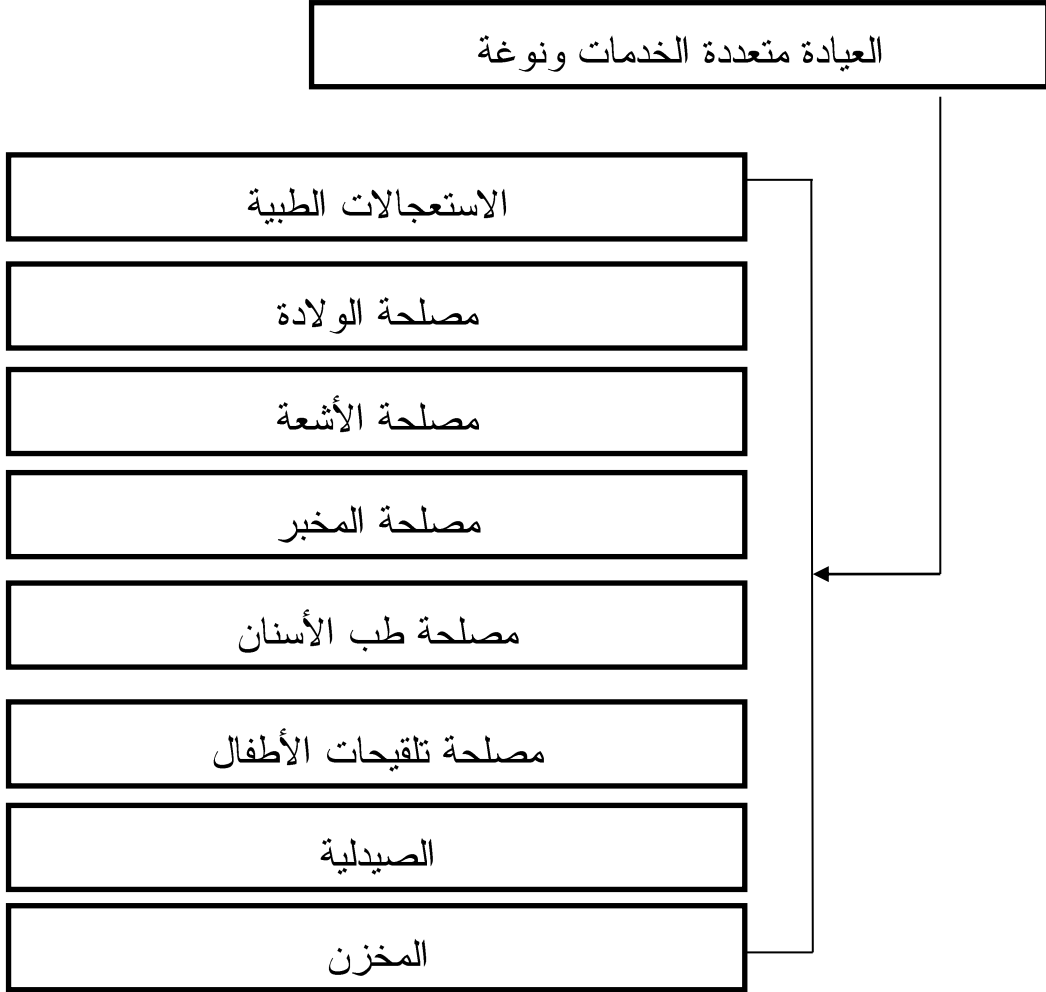 العيادة متعددة الخدمات ونوغة
الاستعجالات الطبية
مصلحة الولادة
مصلحة الأشعة
مصلحة المخبر
مصلحة طب الأسنان
مصلحة تلقيحات الأطفال
الصيدلية
المخزن